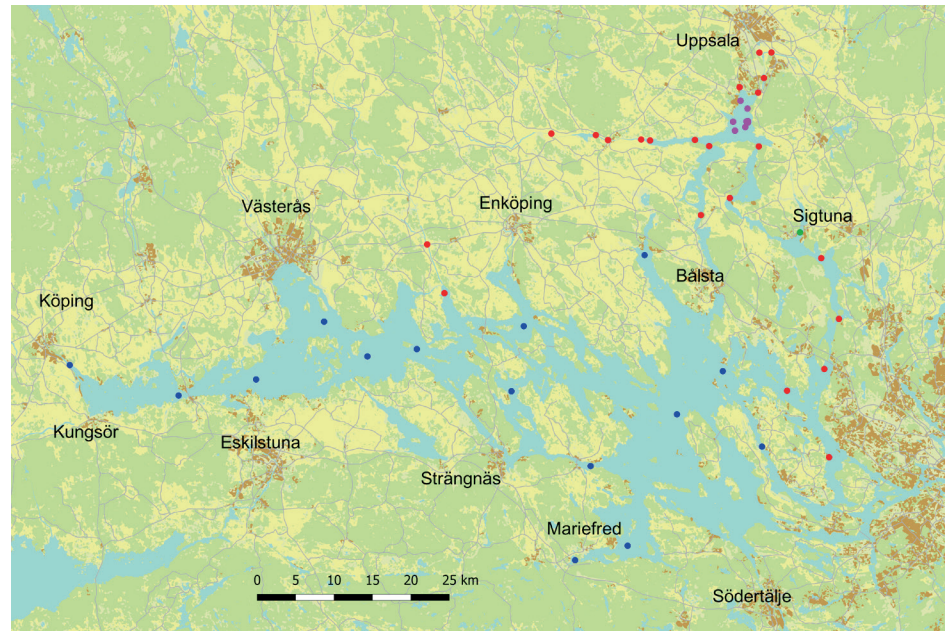 Uppsala
Västerås
Enköping
Sigtuna
Bålsta
Köping
Kungsör
Eskilstuna
Strängnäs
Mariefred
0 5 10 15 20 25 km
Södertälje